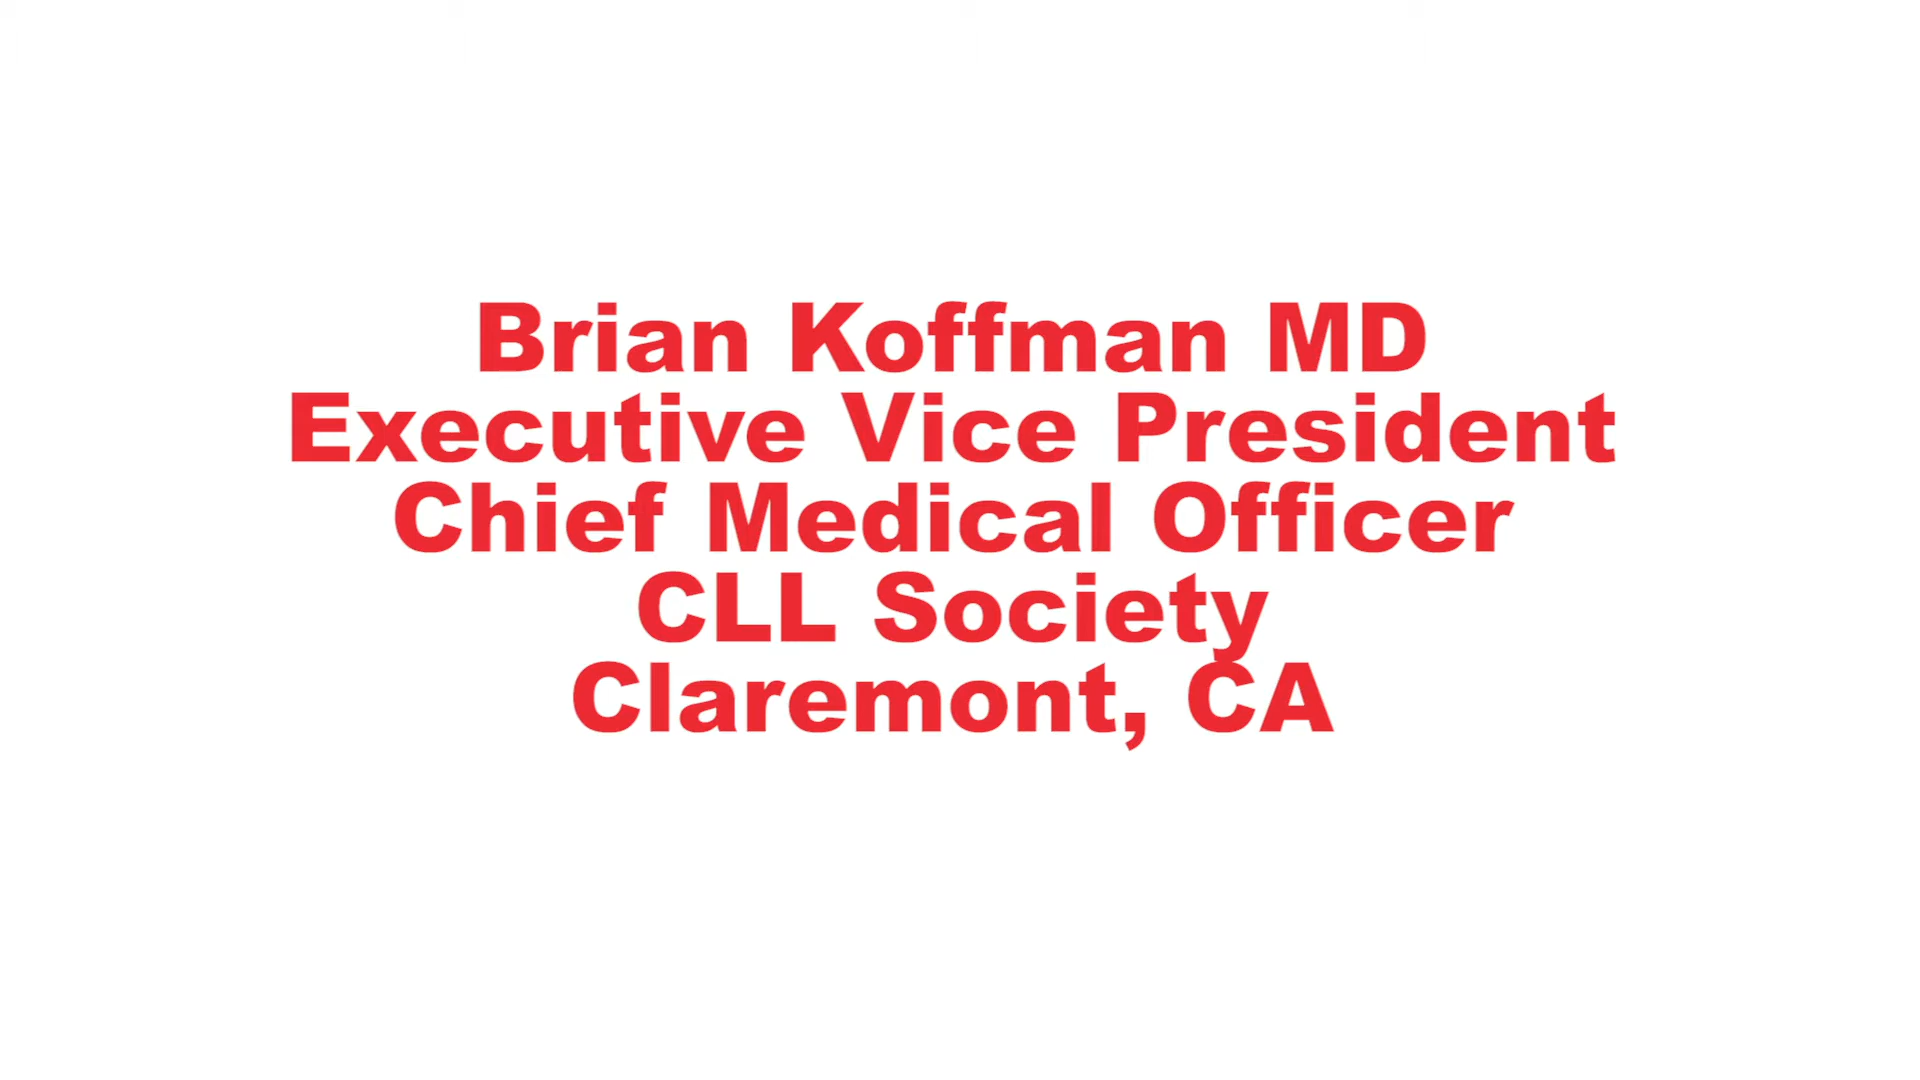 Brian Koffman MD
Executive Vice President
Chief Medical Officer
CLL Society
Claremont, CA